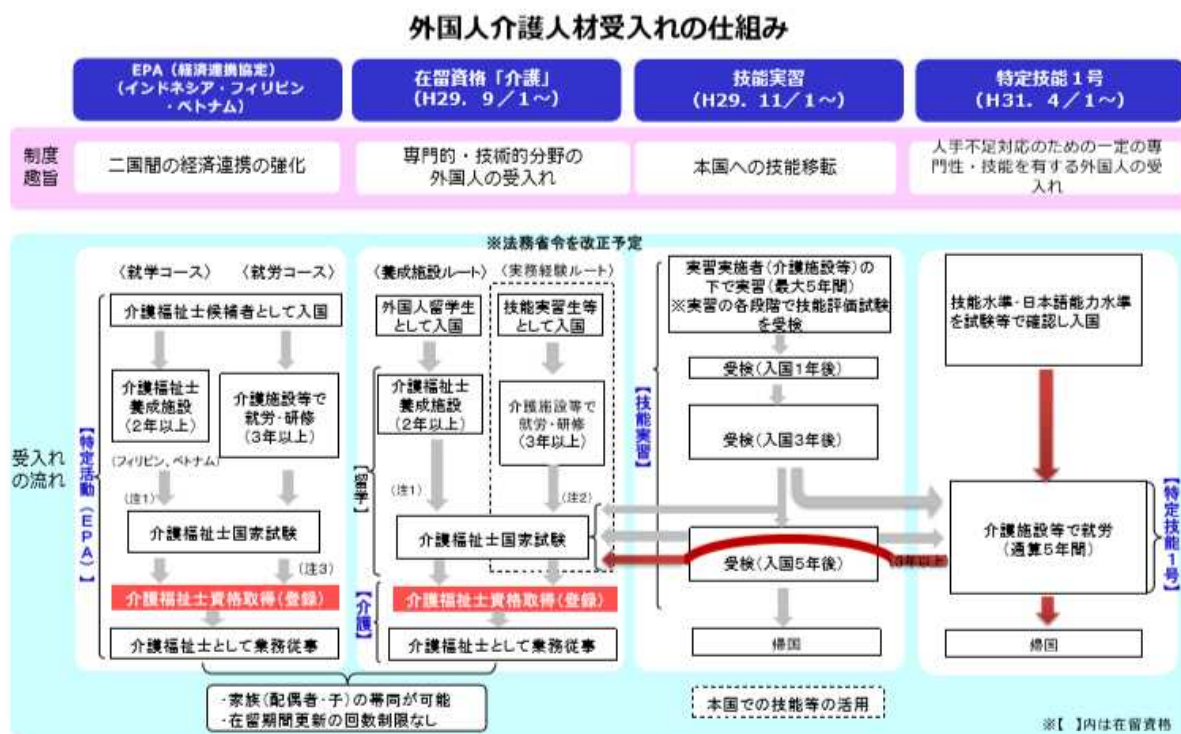 外国人介護人材受入れの仕組み
EPA（経済連携協定）
（インドネシア・フィリピン
・ベトナム）
在留資格「介護」
（H29．9／1～）
技能実習
（H29．11/1～）
特定技能１号
（H31．4／1～）
制度
趣旨
二国間の経済連携の強化
専門的・技術的分野の
外国人の受入れ
本国への技能移転
人手不足対応のための一定の専
門性・技能を有する外国人の受入
れ
受入れ
の流れ
※法務省令を改正予定
〈就学コース〉
〈就労コース〉
介護福祉士候補者として入国
介護福祉士
養成施設
（2年以上）
介護施設等で
就労・研修
（3年以上）
（フィリピン、ベトナム）
（注1）
介護福祉士国家試験
（注3）
介護福祉士資格取得（登録）
介護福祉士として業務従事
【特定活動（EPA）】
〈養成施設ルート〉
〈実務経験ルート〉
外国人留学生
として入国
技能実習生等
として入国
介護福祉士
養成施設
（2年以上）
介護施設等で
就労・研修
（3年以上）
【留学】
（注1）
（注2）
介護福祉士国家試験
介護福祉士資格取得（登録）
【介護】
介護福祉士として業務従事
・家族（配偶者・子）の帯同が可能
・在留期間更新の回数制限なし
実習実施者（介護施設等）の
下で実習（最大5年間）
※実習の各段階で技能評価試験
を受検
受検（入国1年後）
【技能実習】
受検（入国3年後）
受検（入国5年後）
帰国
本国での技能等の活用
技能水準・日本語能力水準
を試験等で確認し入国
介護施設等で就労
（通算5年間）
（3年以上）
【特定技能１号】
帰国
※【　】内は在留資格